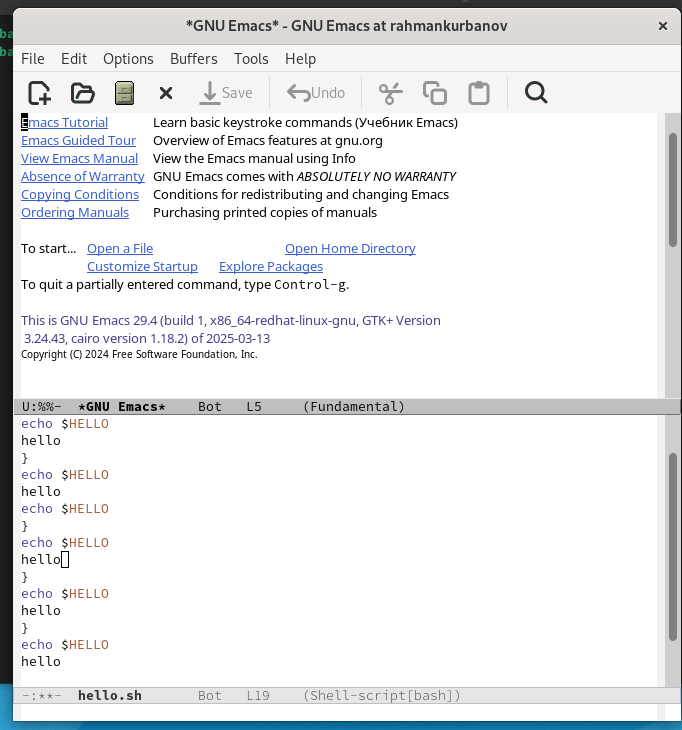 ba
ba
*GNU Emacs* - GNU Emacs at rahmankurbanov
File Edit Options Buffers Tools Help
Save Undo
Emacs Tutorial Learn basic keystroke commands (Учебник Emacs)
Emacs Guided Tour Overview of Emacs features at gnu.org
View Emacs Manual View the Emacs manual using Info
Absence of Warranty GNU Emacs comes with ABSOLUTELY NO WARRANTY
Copying Conditions Conditions for redistributing and changing Emacs
Ordering Manuals Purchasing printed copies of manuals
To start... Open a File Open Home Directory
Customize Startup Explore Packages
To quit a partially entered command, type Control-g.
This is GNU Emacs 29.4 (build 1, x86_64-redhat-linux-gnu, GTK+ Version
3.24.43, cairo version 1.18.2) of 2025-03-13
Copyright (C) 2024 Free Software Foundation, Inc.
U:%%- *GNU Emacs* Bot L5 (Fundamental)
echo $HELLO
hello
}
echo $HELLO
hello
echo $HELLO
}
echo $HELLO
hello
}
echo $HELLO
hello
}
echo $HELLO
hello
-:**- hello.sh Bot L19 (Shell-script[bash])